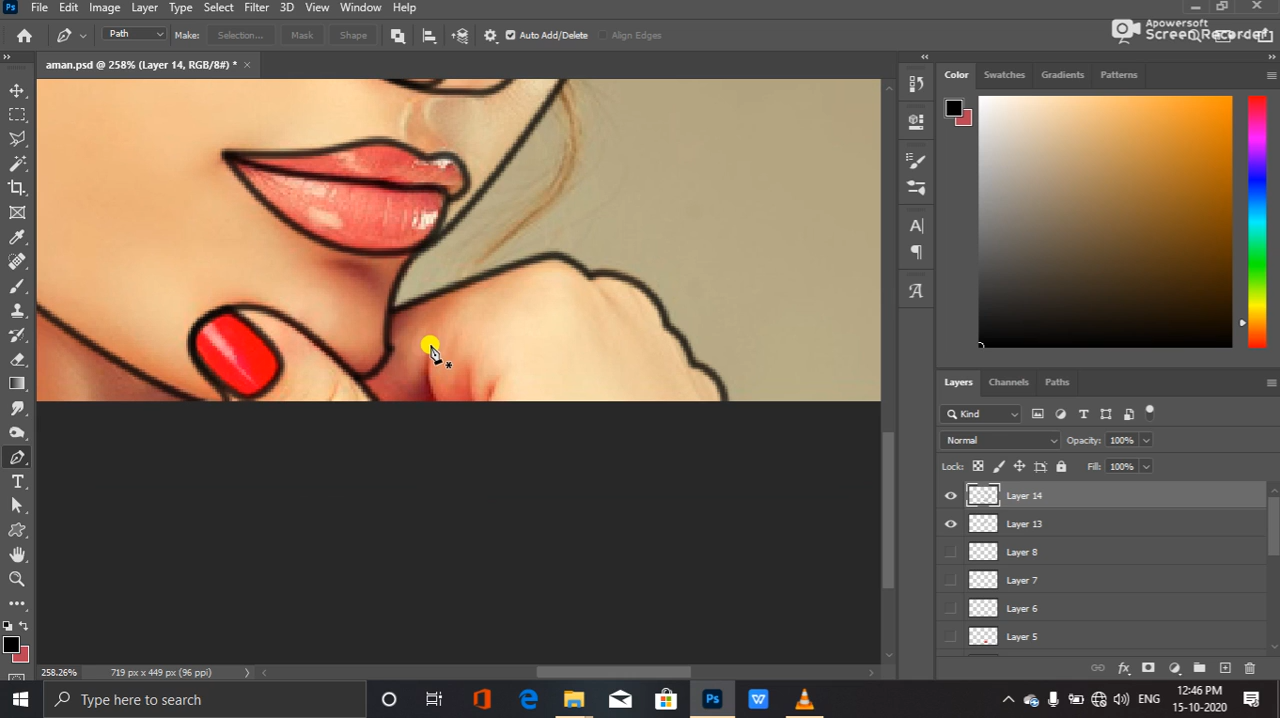 Ps File Edit Image Layer Type Select Filter 3D View Window Help
Apowersoft
Screen Recorder
Path Make: Selection... Mask Shape Auto Add/Delete Align Edges
aman.psd @ 258% (Layer 14, RGB/8#) * ×
Color Swatches Gradients Patterns
Layers Channels Paths
Kind
Normal Opacity: 100%
Lock: Fill: 100%
Layer 14
Layer 13
Layer 8
Layer 7
Layer 6
Layer 5
258.26% 719 px x 449 px (96 ppi)
Type here to search
Ps
ENG
12:46 PM
15-10-2020